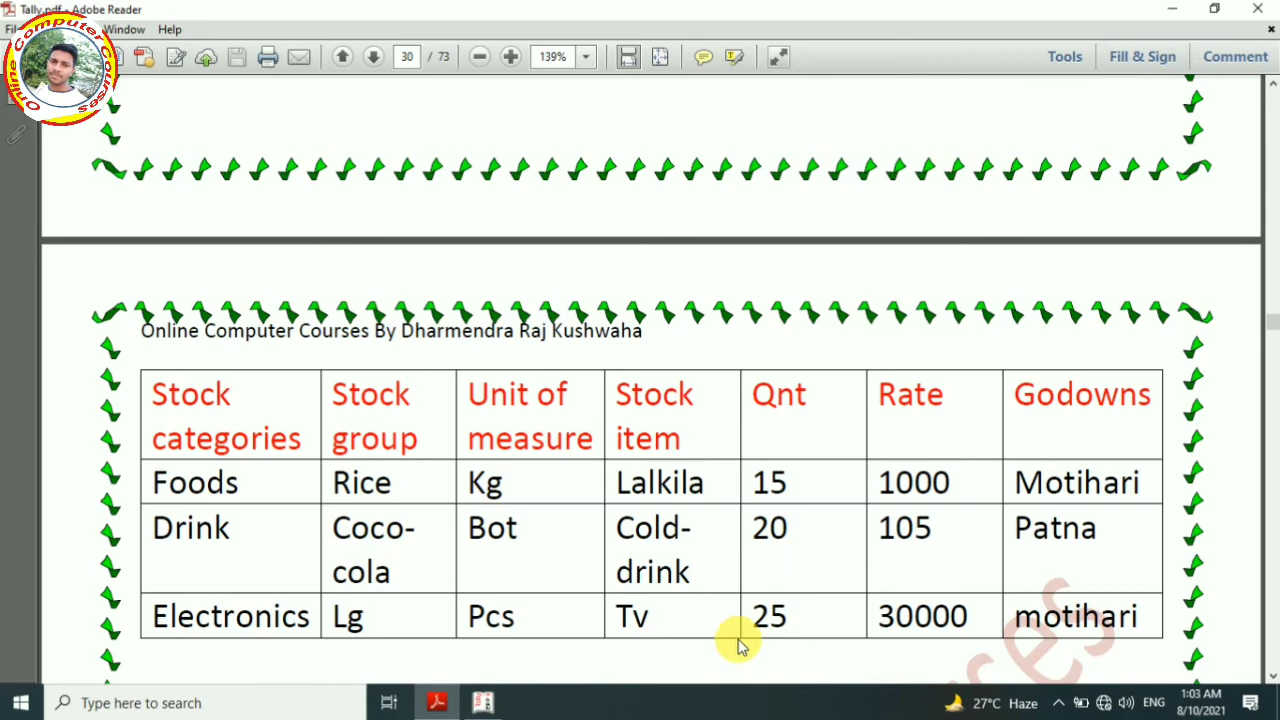 Tally.pdf - Adobe Reader
Window Help
30 / 73 139% Tools Fill & Sign Comment
Online Computer Courses
Online Computer Courses By Dharmendra Raj Kushwaha
Stock categories Stock group Unit of measure Stock item Qnt Rate Godowns
Foods Rice Kg Lalkila 15 1000 Motihari
Drink Coco-cola Bot Cold-drink 20 105 Patna
Electronics Lg Pcs Tv 25 30000 motihari
Type here to search
27°C Haze ENG
1:03 AM
8/10/2021